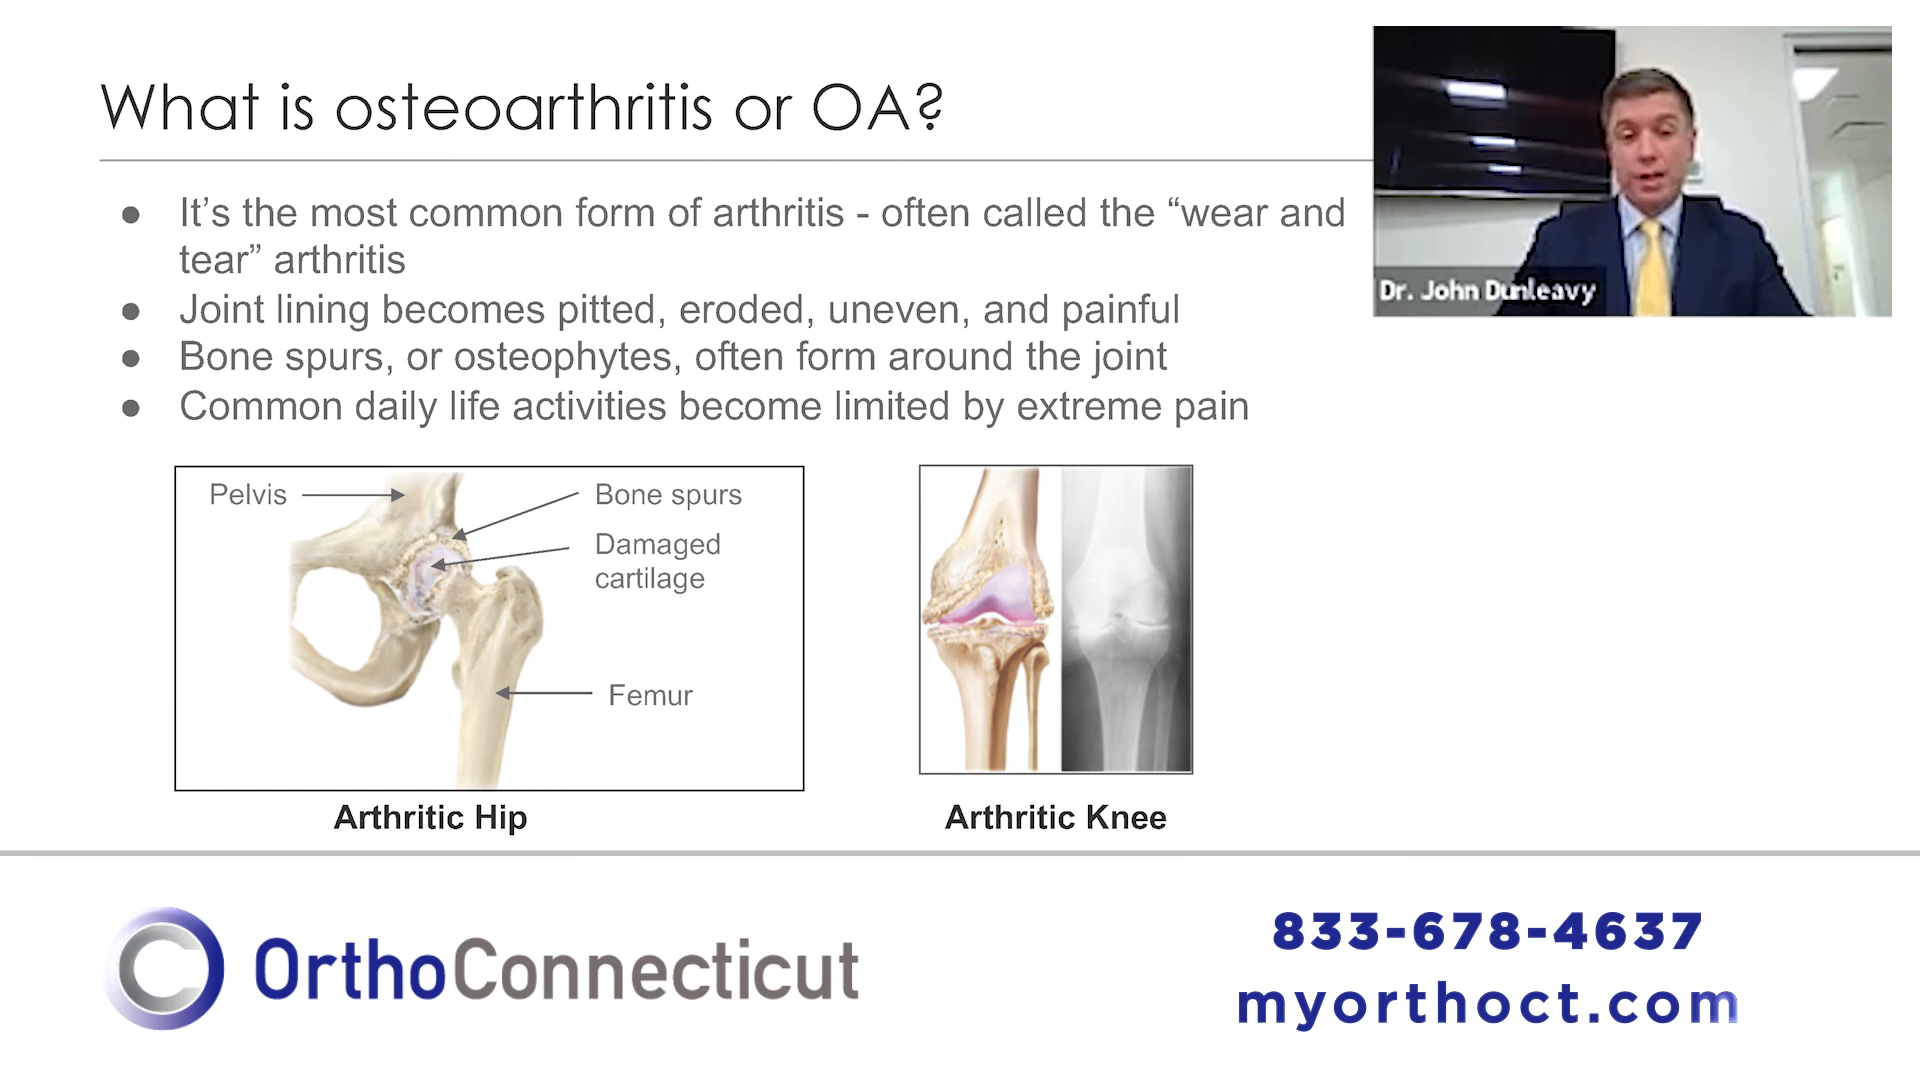 What is osteoarthritis or OA?
● It’s the most common form of arthritis - often called the “wear and
tear” arthritis
● Joint lining becomes pitted, eroded, uneven, and painful
● Bone spurs, or osteophytes, often form around the joint
● Common daily life activities become limited by extreme pain
Dr. John Dunleavy
Pelvis
Bone spurs
Damaged
cartilage
Femur
Arthritic Hip
Arthritic Knee
OrthoConnecticut
833-678-4637
myorthoct.com